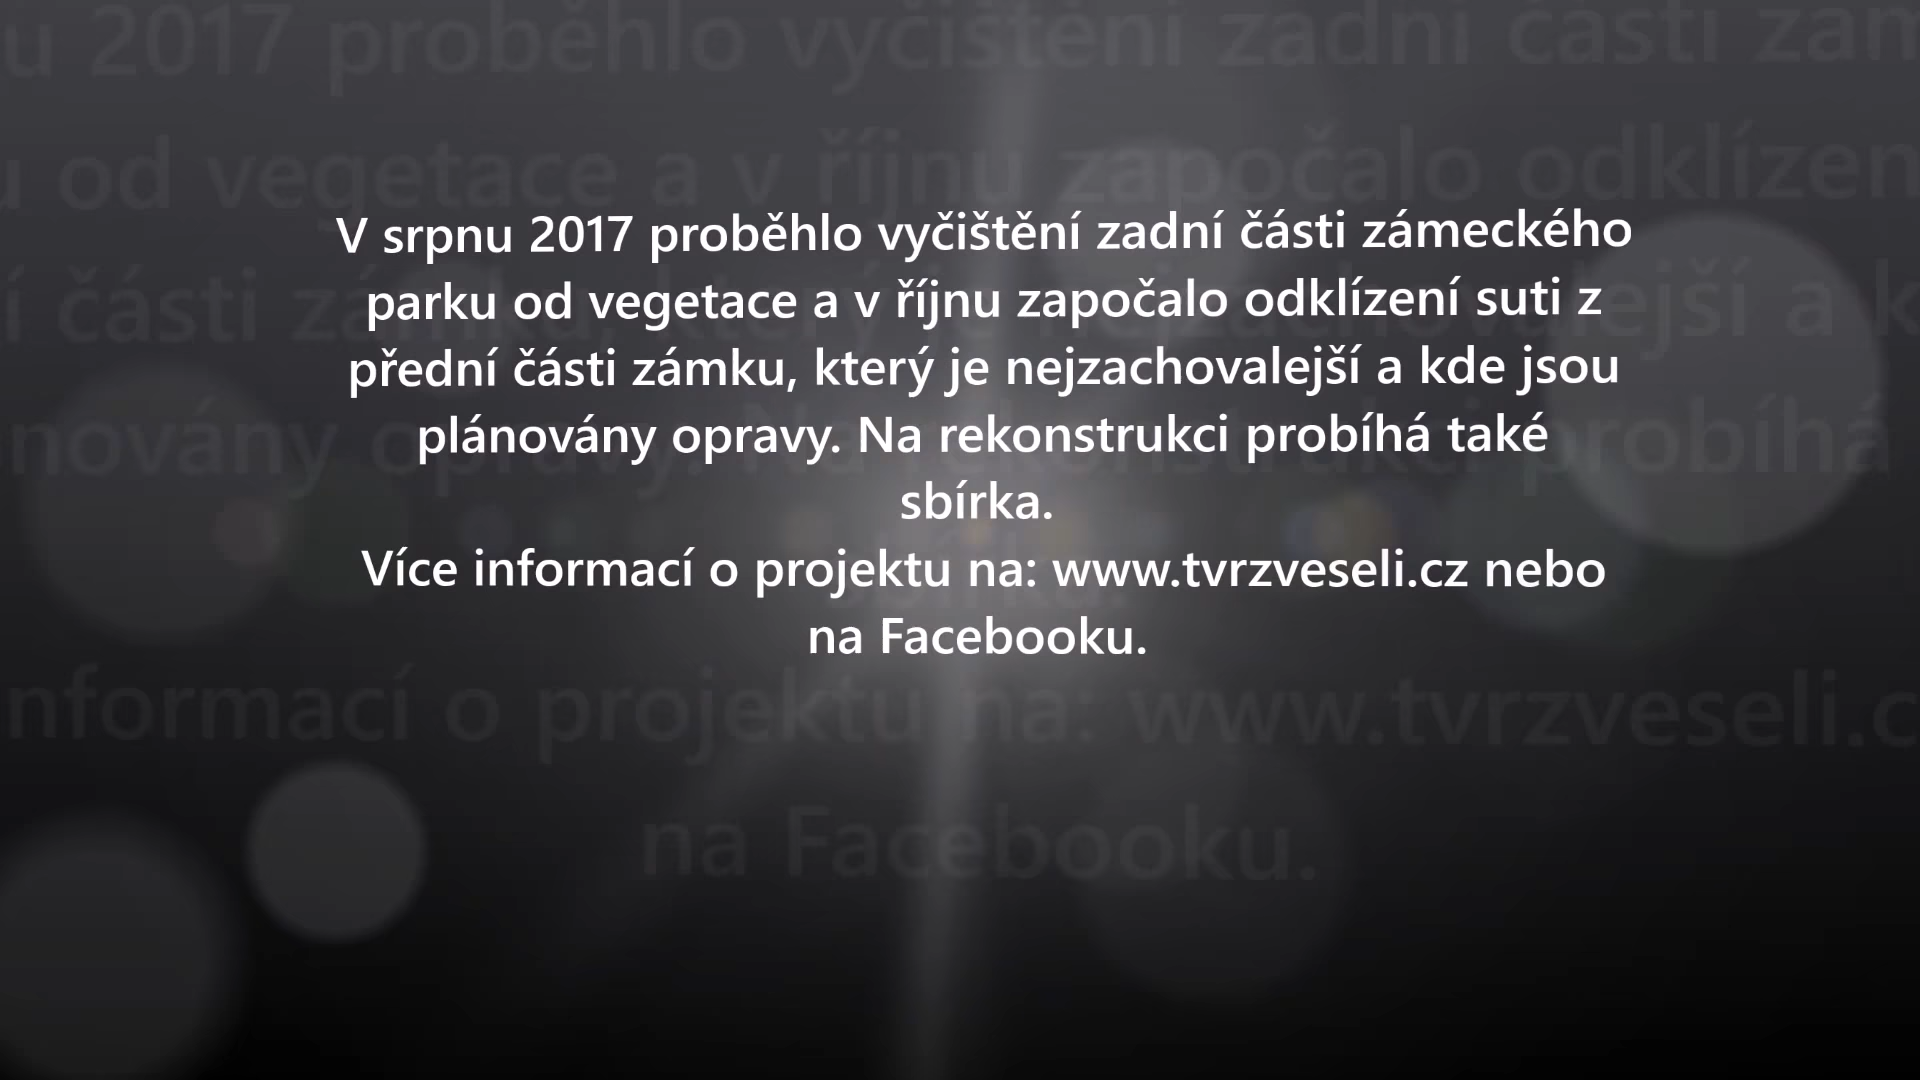 V srpnu 2017 proběhlo vyčištění zadní části zámeckého
parku od vegetace a v říjnu započalo odklízení suti z
přední části zámku, který je nejzachovalejší a kde jsou
plánovány opravy. Na rekonstrukci probíhá také
sbírka.
Více informací o projektu na: www.tvrzveseli.cz nebo
na Facebooku.